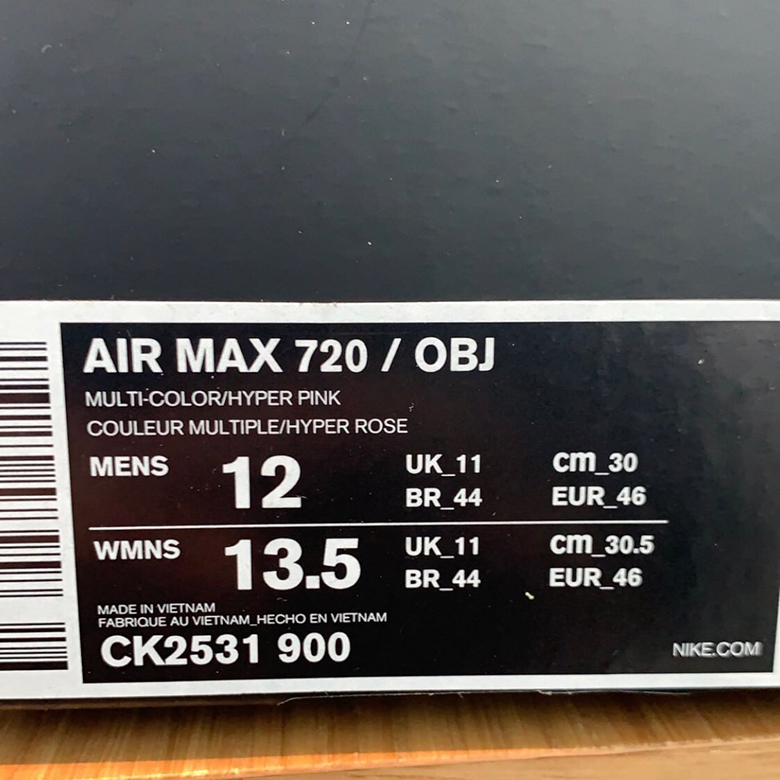 AIR MAX 720 / OBJ
MULTI-COLOR/HYPER PINK
COULEUR MULTIPLE/HYPER ROSE
MENS 12 UK_11 cm_30
BR_44 EUR_46
WMNS 13.5 UK_11 cm_30.5
BR_44 EUR_46
MADE IN VIETNAM
FABRIQUE AU VIETNAM_HECHO EN VIETNAM
CK2531 900 NIKE.COM